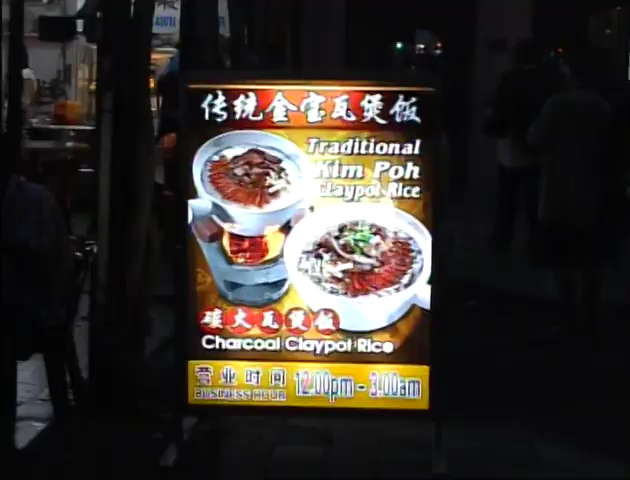 传统金宝瓦煲饭
Traditional
Kim Poh
Claypot Rice
碳火瓦煲饭
Charcoal Claypot Rice
营业时间 12.00pm - 3.00am
BUSINESS HOUR